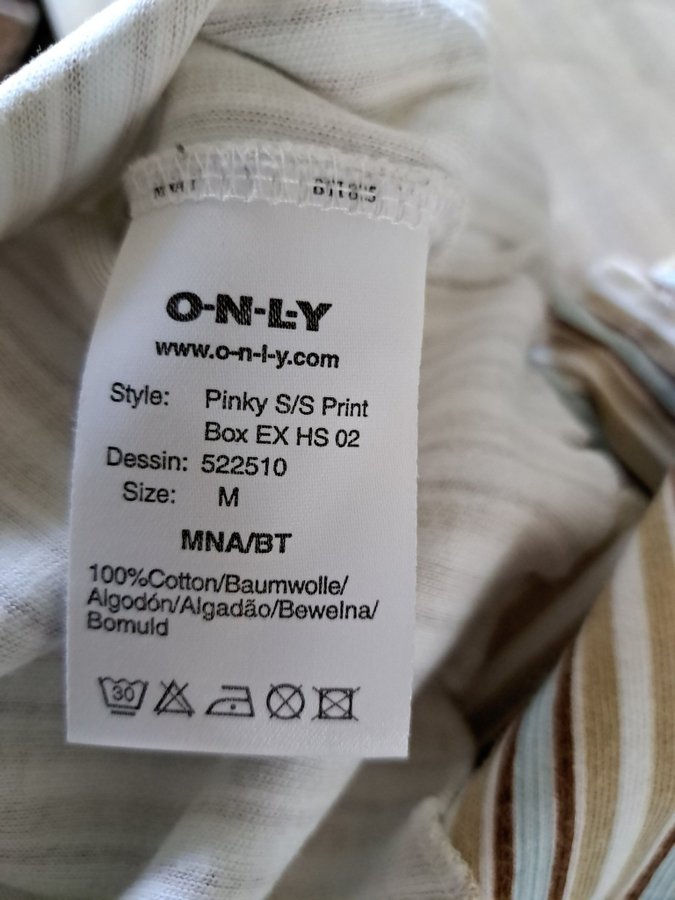 O-N-L-Y
www.o-n-l-y.com
Style: Pinky S/S Print
Box EX HS 02
Dessin: 522510
Size: M
MNA/BT
100%Cotton/Baumwolle/
Algodón/Algadão/Bewelna/
Bomuld
30